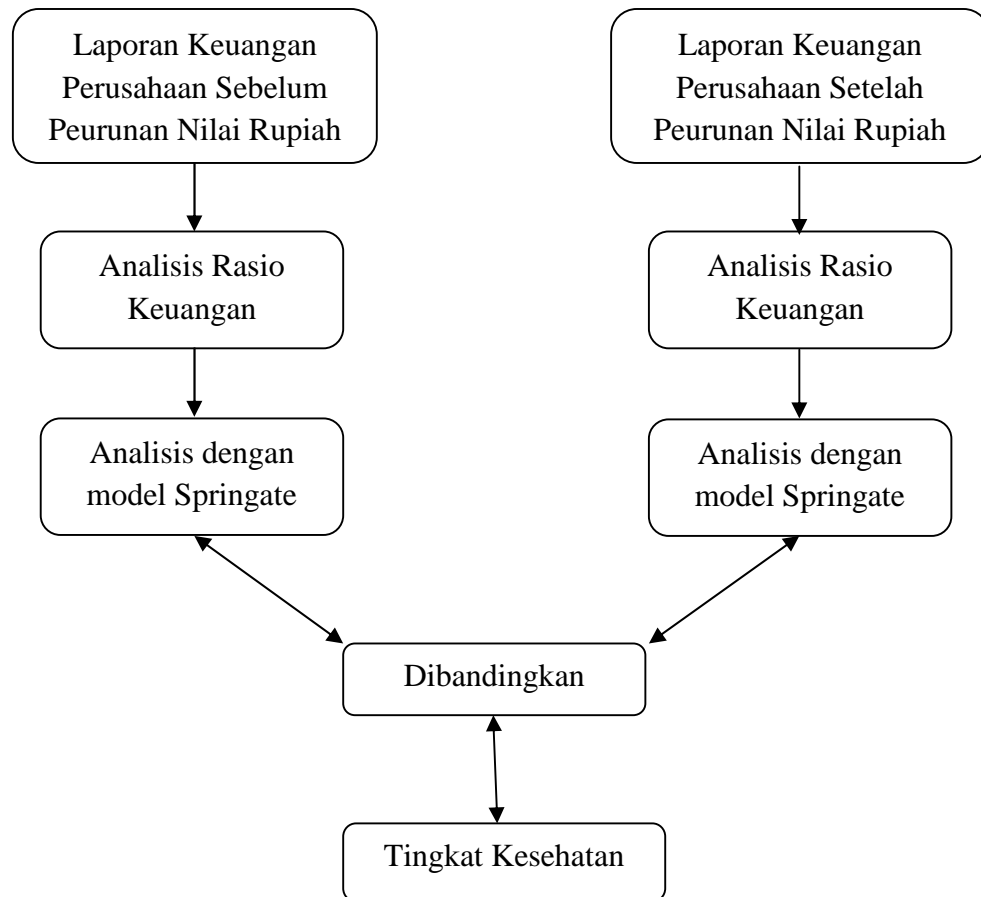 Laporan Keuangan
Perusahaan Sebelum
Peurunan Nilai Rupiah
Laporan Keuangan
Perusahaan Setelah
Peurunan Nilai Rupiah
Analisis Rasio
Keuangan
Analisis Rasio
Keuangan
Analisis dengan
model Springate
Analisis dengan
model Springate
Dibandingkan
Tingkat Kesehatan